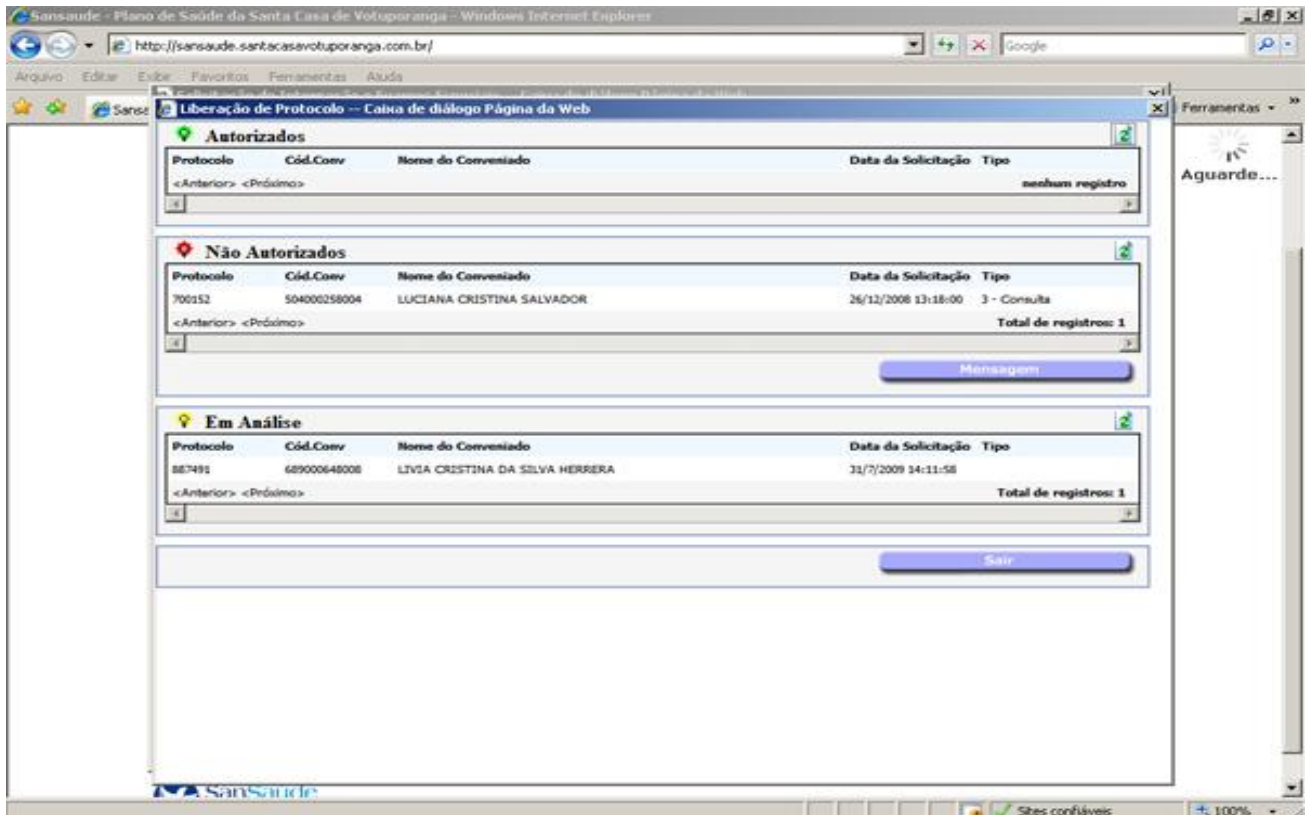 Sansaude - Plano de Saúde da Santa Casa de Votuporanga - Windows Internet Explorer
http://sansaude.santacasavotuporanga.com.br/ Google
Arquivo Editar Exibir Favoritos Ferramentas Ajuda
Sansa Ferramentas
Liberação de Protocolo -- Caixa de diálogo Página da Web
Aguarde...
Autorizados
Protocolo Cód.Conv Nome do Conveniado Data da Solicitação Tipo
<Anterior> <Próximo> nenhum registro
Não Autorizados
Protocolo Cód.Conv Nome do Conveniado Data da Solicitação Tipo
700152 504000258004 LUCIANA CRISTINA SALVADOR 26/12/2008 13:18:00 3 - Consulta
<Anterior> <Próximo> Total de registros: 1
Mensagem
Em Análise
Protocolo Cód.Conv Nome do Conveniado Data da Solicitação Tipo
887491 689000648008 LIVIA CRISTINA DA SILVA HERRERA 31/7/2009 14:11:58
<Anterior> <Próximo> Total de registros: 1
Sair
SanSaúde
Sites confiáveis 100%